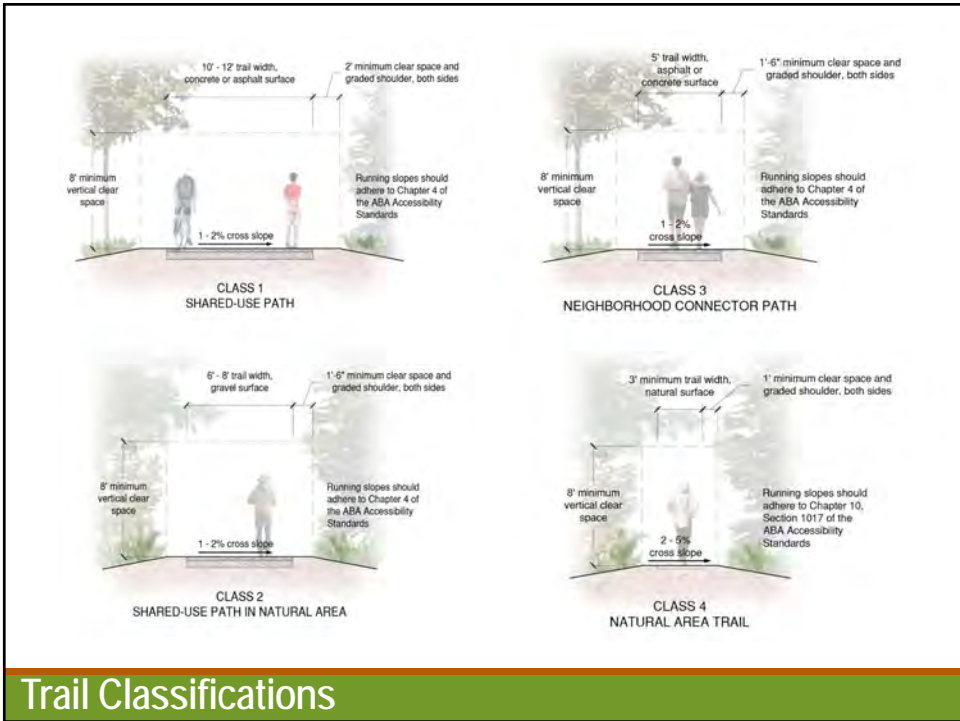 10' - 12' trail width,
concrete or asphalt surface
2' minimum clear space and
graded shoulder, both sides
8' minimum
vertical clear
space
Running slopes should
adhere to Chapter 4 of
the ABA Accessibility
Standards
1 - 2% cross slope
CLASS 1
SHARED-USE PATH
5' trail width,
asphalt or
concrete surface
1'-6" minimum clear space and
graded shoulder, both sides
8' minimum
vertical clear
space
Running slopes should
adhere to Chapter 4 of
the ABA Accessibility
Standards
1 - 2%
cross slope
CLASS 3
NEIGHBORHOOD CONNECTOR PATH
6' - 8' trail width,
gravel surface
1'-6" minimum clear space and
graded shoulder, both sides
8' minimum
vertical clear
space
Running slopes should
adhere to Chapter 4 of
the ABA Accessibility
Standards
1 - 2% cross slope
CLASS 2
SHARED-USE PATH IN NATURAL AREA
3' minimum trail width,
natural surface
1' minimum clear space and
graded shoulder, both sides
8' minimum
vertical clear
space
Running slopes should
adhere to Chapter 10,
Section 1017 of the
ABA Accessibility
Standards
2 - 5%
cross slope
CLASS 4
NATURAL AREA TRAIL
Trail Classifications